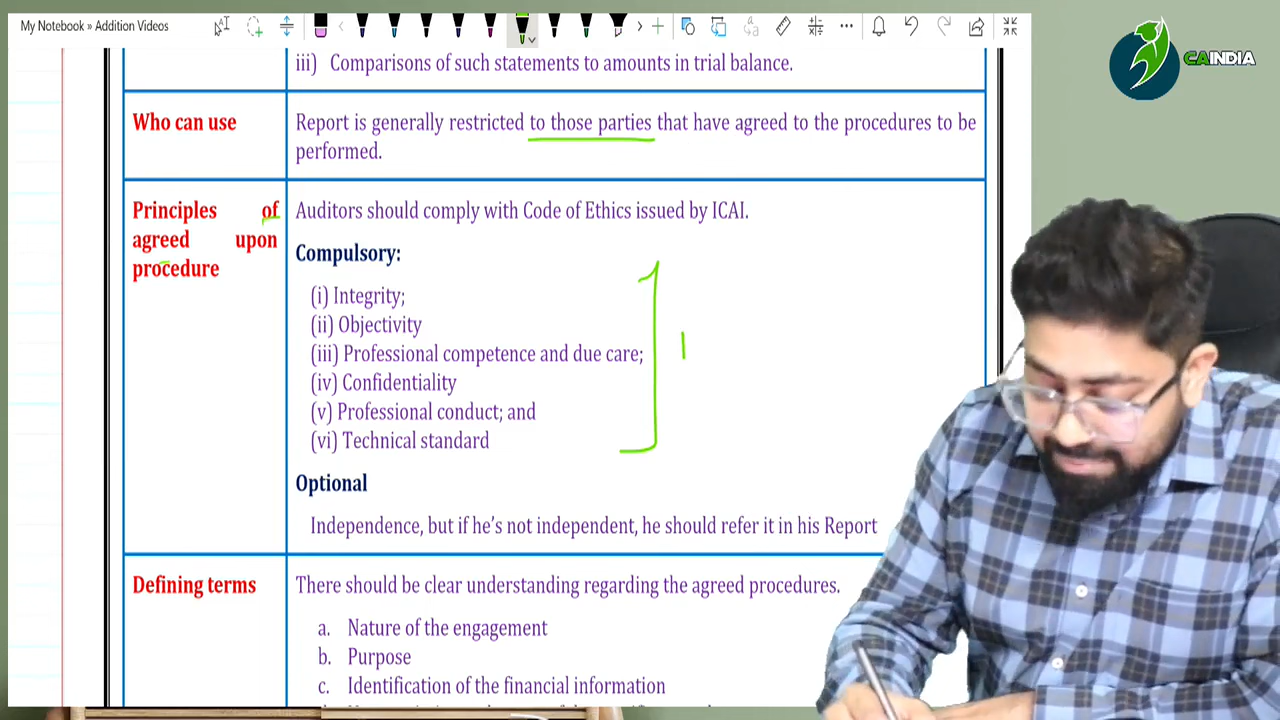 My Notebook » Addition Videos
CAINDIA
iii) Comparisons of such statements to amounts in trial balance.
Who can use
Report is generally restricted to those parties that have agreed to the procedures to be
performed.
Principles of
agreed upon
procedure
Auditors should comply with Code of Ethics issued by ICAI.
Compulsory:
(i) Integrity;
(ii) Objectivity
(iii) Professional competence and due care;
(iv) Confidentiality
(v) Professional conduct; and
(vi) Technical standard
Optional
Independence, but if he's not independent, he should refer it in his Report
Defining terms
There should be clear understanding regarding the agreed procedures.
a. Nature of the engagement
b. Purpose
c. Identification of the financial information